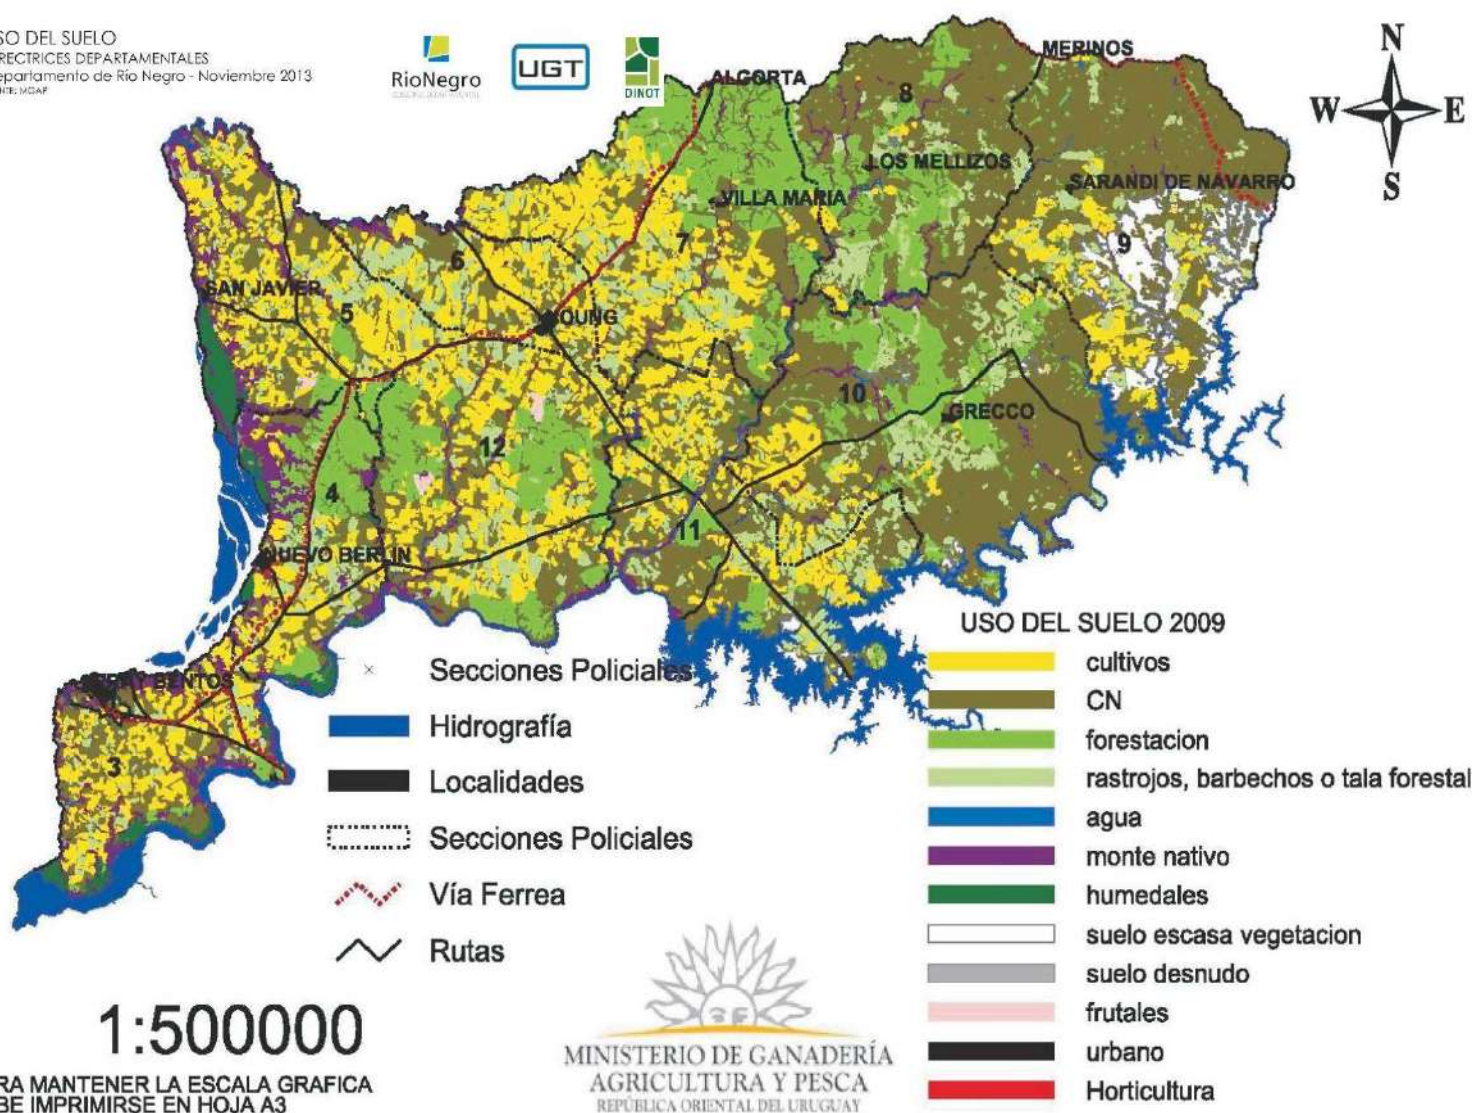 SO DEL SUELO
RECTRICES DEPARTAMENTALES
epartamento de Río Negro - Noviembre 2013
NTE: MGAP
RioNegro
UGT
DINOT
N
W
E
S
MERINOS
ALGORTA
8
LOS MELLIZOS
SARANDI DE NAVARRO
VILLA MARIA
7
9
6
SAN JAVIER
5
YOUNG
10
GRECCO
12
4
11
NUEVO BERLIN
FRAY BENTOS
3
Secciones Policiales
Hidrografía
Localidades
Secciones Policiales
Vía Ferrea
Rutas
USO DEL SUELO 2009
cultivos
CN
forestacion
rastrojos, barbechos o tala forestal
agua
monte nativo
humedales
suelo escasa vegetacion
suelo desnudo
frutales
urbano
Horticultura
1:500000
RA MANTENER LA ESCALA GRAFICA
BE IMPRIMIRSE EN HOJA A3
MINISTERIO DE GANADERÍA
AGRICULTURA Y PESCA
REPÚBLICA ORIENTAL DEL URUGUAY